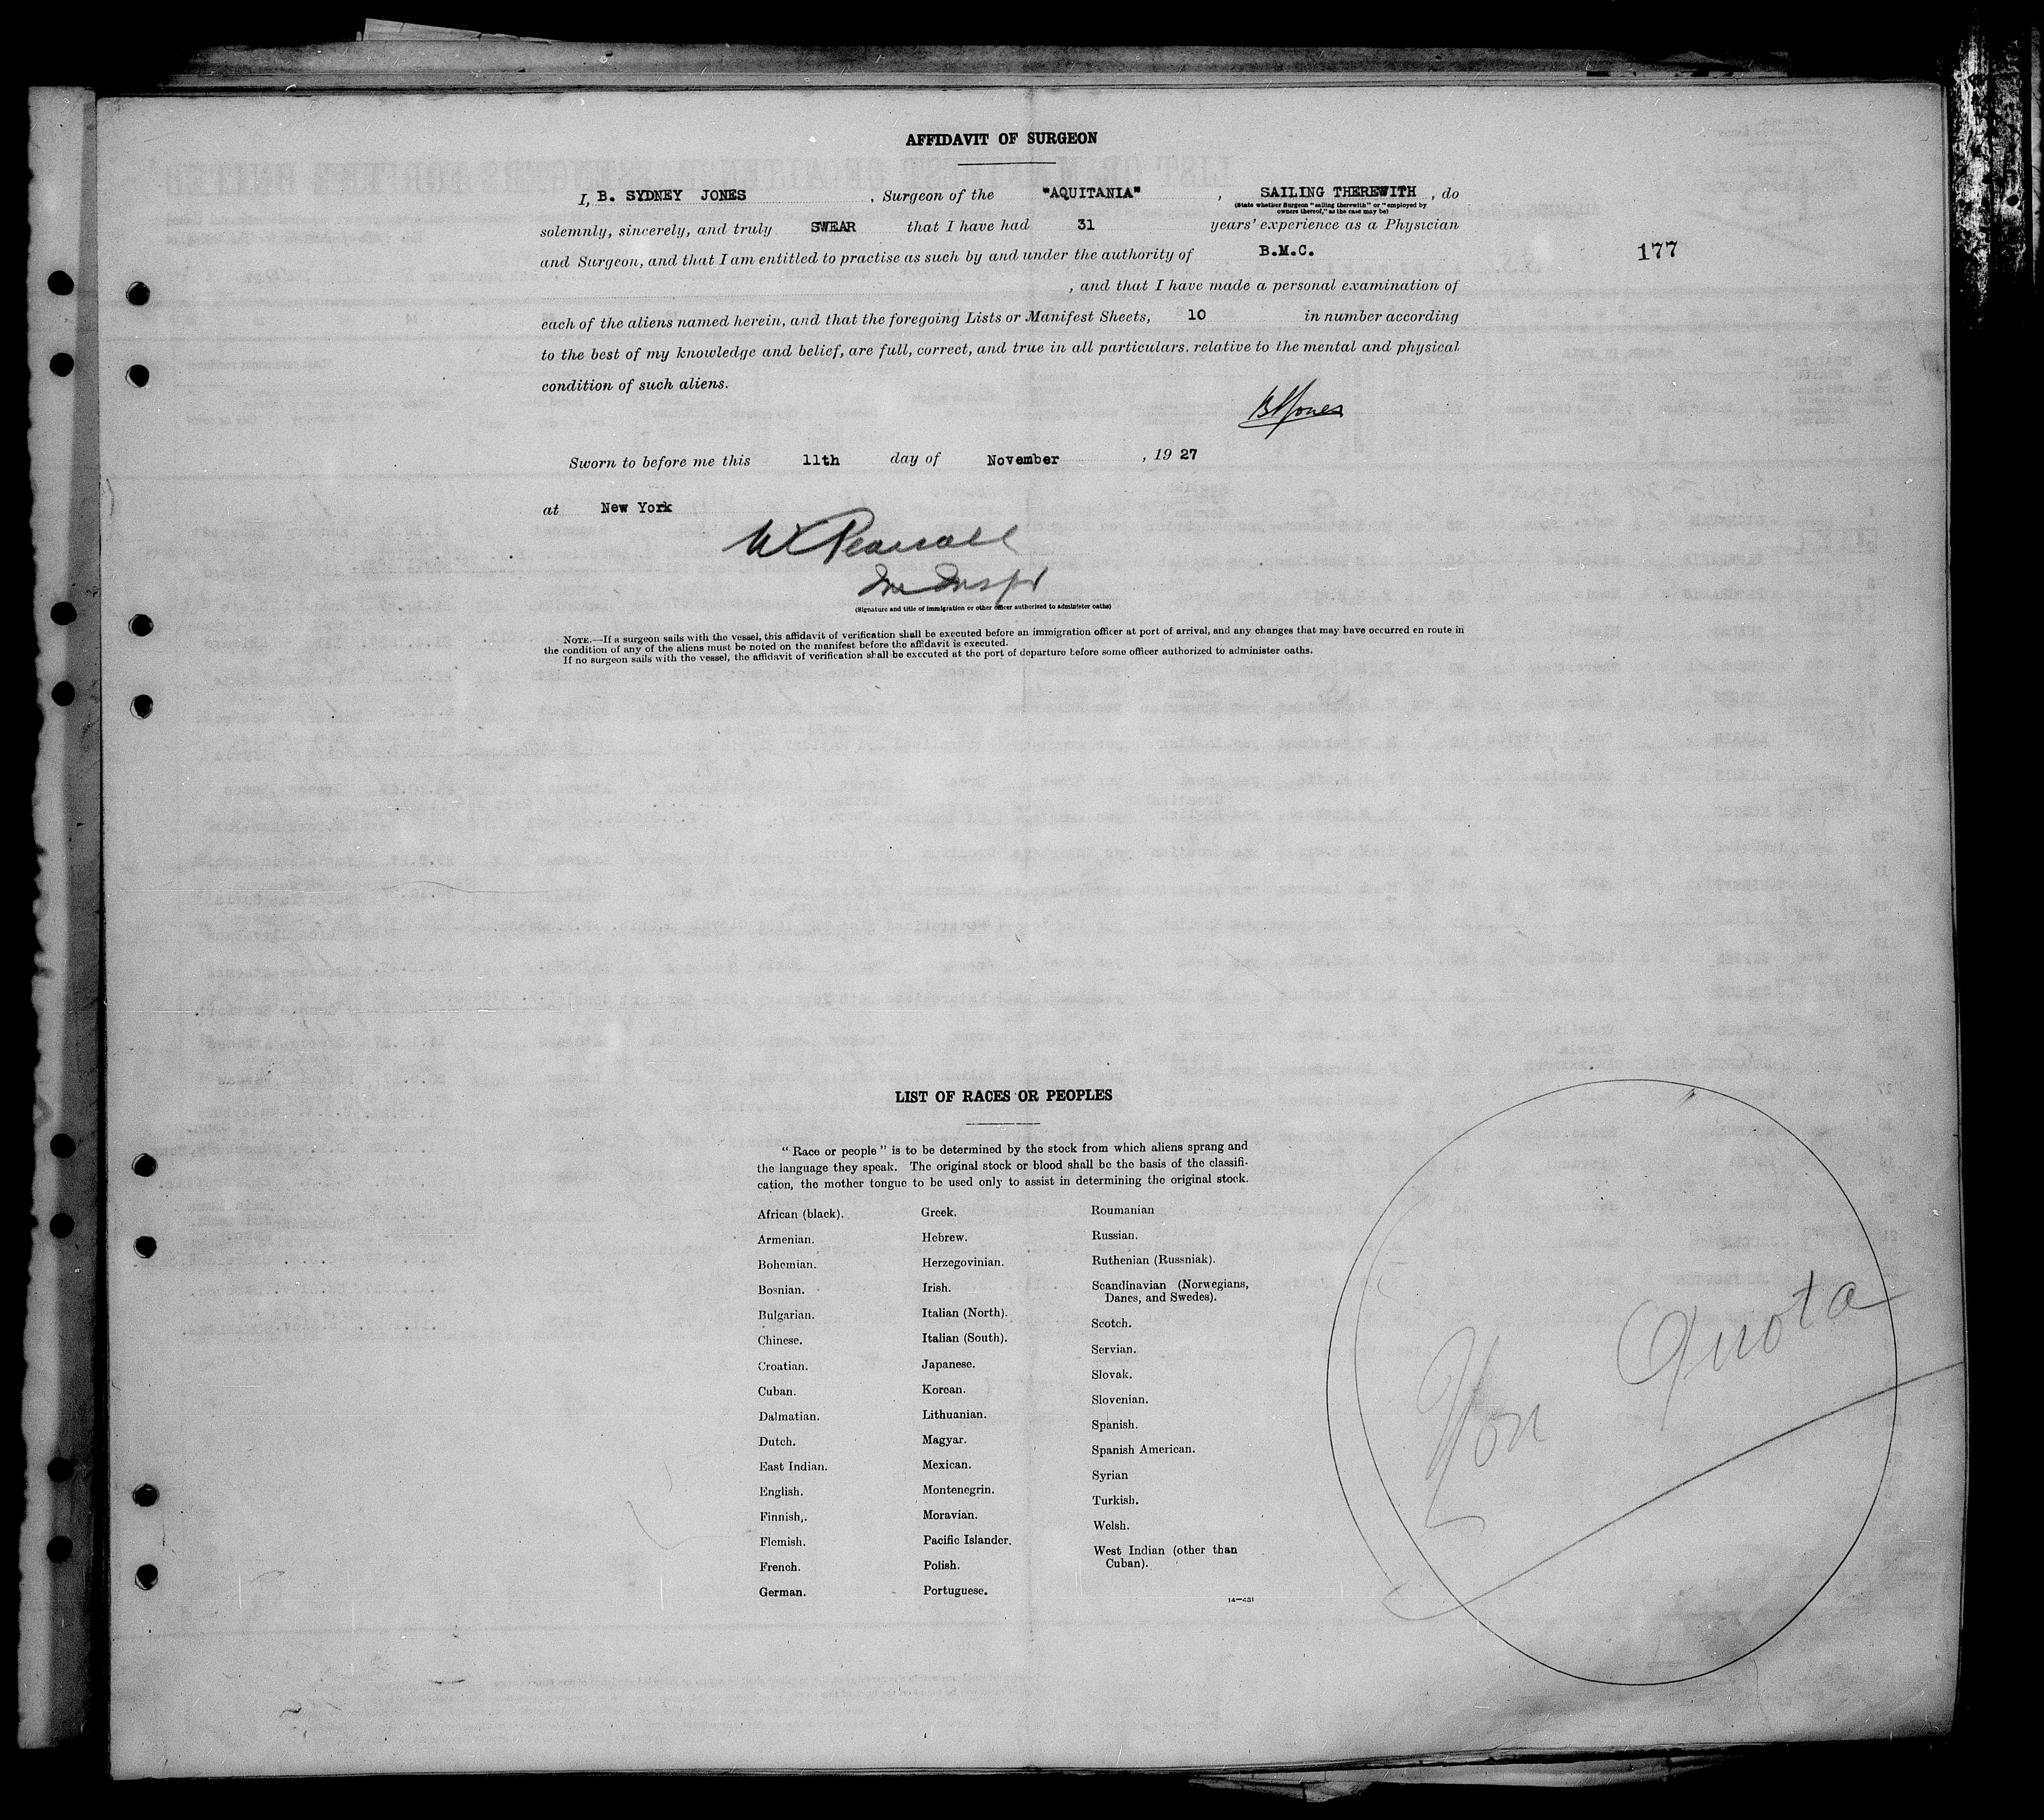 AFFIDAVIT OF SURGEON
I, B. SYDNEY JONES, Surgeon of the "AQUITANIA", SAILING THEREWITH, do
(State whether Surgeon "sailing therewith" or "employed by
owners thereof," as the case may be)
solemnly, sincerely, and truly SWEAR that I have had 31 years' experience as a Physician
and Surgeon, and that I am entitled to practise as such by and under the authority of B.M.C.
177
, and that I have made a personal examination of
each of the aliens named herein, and that the foregoing Lists or Manifest Sheets, 10 in number according
to the best of my knowledge and belief, are full, correct, and true in all particulars. relative to the mental and physical
condition of such aliens.
BSJones
Sworn to before me this 11th day of November, 19 27
at New York
(Signature and title of immigration or other officer authorized to administer oaths)
NOTE.—If a surgeon sails with the vessel, this affidavit of verification shall be executed before an immigration officer at port of arrival, and any changes that may have occurred en route in
the condition of any of the aliens must be noted on the manifest before the affidavit is executed.
If no surgeon sails with the vessel, the affidavit of verification shall be executed at the port of departure before some officer authorized to administer oaths.
LIST OF RACES OR PEOPLES
"Race or people" is to be determined by the stock from which aliens sprang and
the language they speak. The original stock or blood shall be the basis of the classifi-
cation, the mother tongue to be used only to assist in determining the original stock.
African (black).
Armenian.
Bohemian.
Bosnian.
Bulgarian.
Chinese.
Croatian.
Cuban.
Dalmatian.
Dutch.
East Indian.
English.
Finnish,.
Flemish.
French.
German.
Greek.
Hebrew.
Herzegovinian.
Irish.
Italian (North).
Italian (South).
Japanese.
Korean.
Lithuanian.
Magyar.
Mexican.
Montenegrin.
Moravian.
Pacific Islander.
Polish.
Portuguese.
Roumanian
Russian.
Ruthenian (Russniak).
Scandinavian (Norwegians,
Danes, and Swedes).
Scotch.
Servian.
Slovak.
Slovenian.
Spanish.
Spanish American.
Syrian
Turkish.
Welsh.
West Indian (other than
Cuban).
14—431
Non Quota